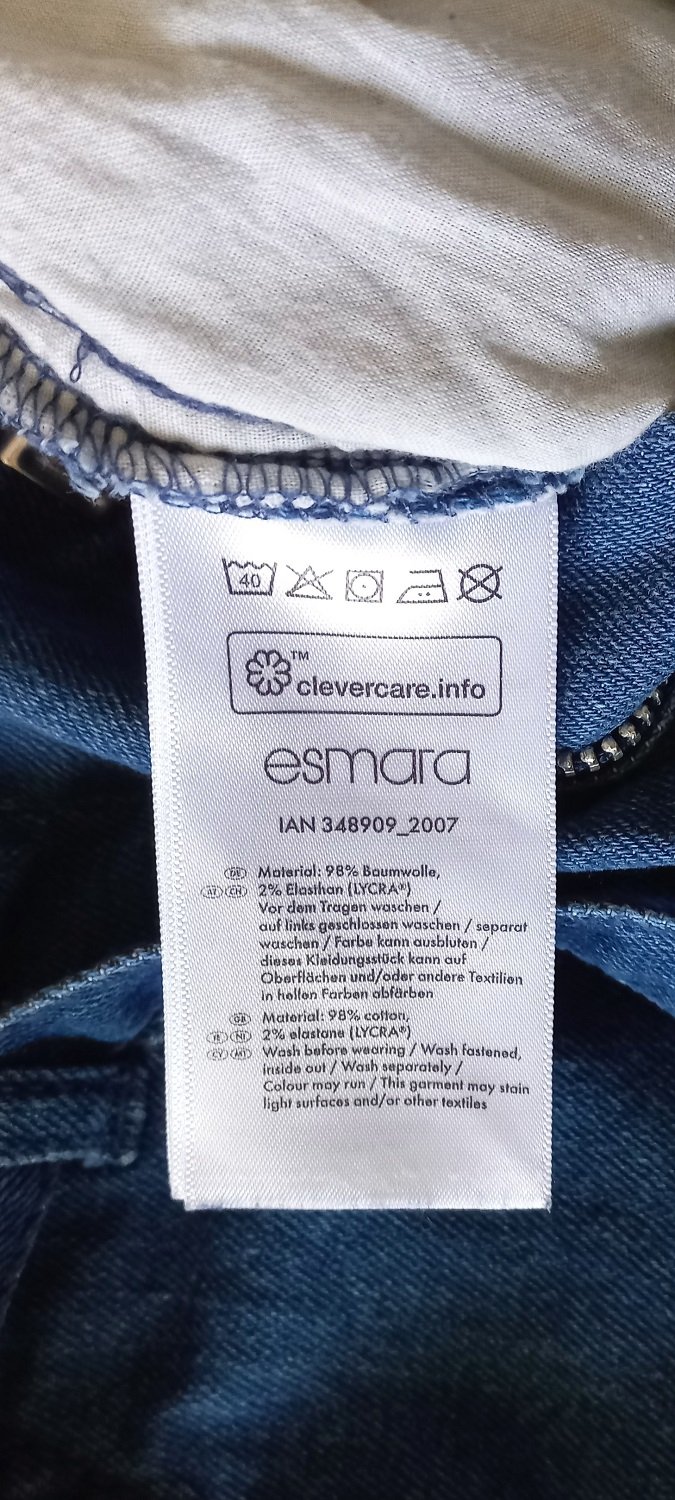 40
™
clevercare.info
esmara
IAN 348909_2007
DE Material: 98% Baumwolle,
AT CH 2% Elasthan (LYCRA®)
Vor dem Tragen waschen /
auf links geschlossen waschen / separat
waschen / Farbe kann ausbluten /
dieses Kleidungsstück kann auf
Oberflächen und/oder andere Textilien
in hellen Farben abfärben
GB Material: 98% cotton,
IE NI 2% elastane (LYCRA®)
CY MT Wash before wearing / Wash fastened,
inside out / Wash separately /
Colour may run / This garment may stain
light surfaces and/or other textiles